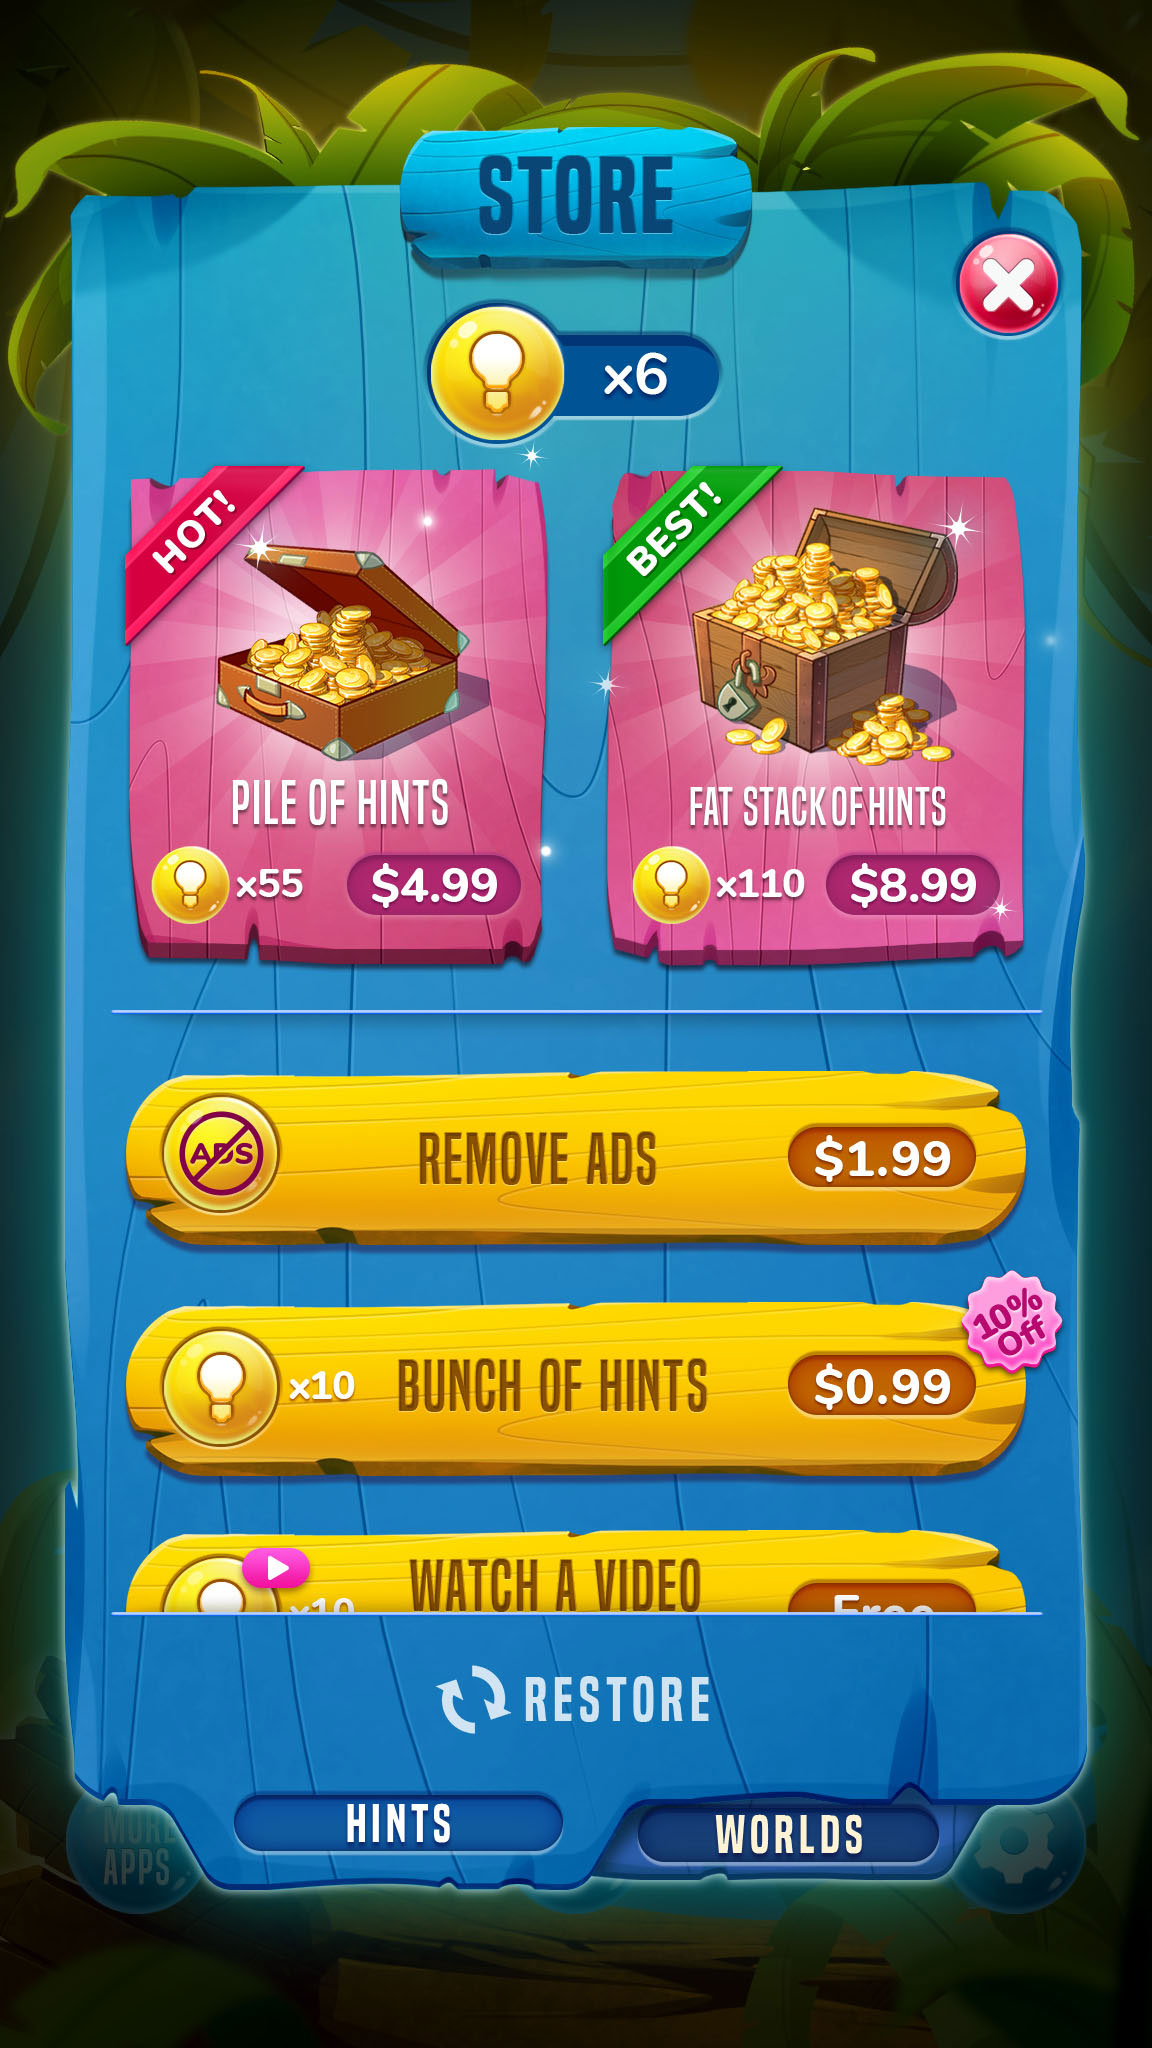 STORE
x6
HOT!
BEST!
PILE OF HINTS
x55
$4.99
FAT STACK OF HINTS
x110
$8.99
ADS
REMOVE ADS
$1.99
10%
Off
x10
BUNCH OF HINTS
$0.99
WATCH A VIDEO
x10
Free
RESTORE
HINTS
WORLDS
MORE
APPS